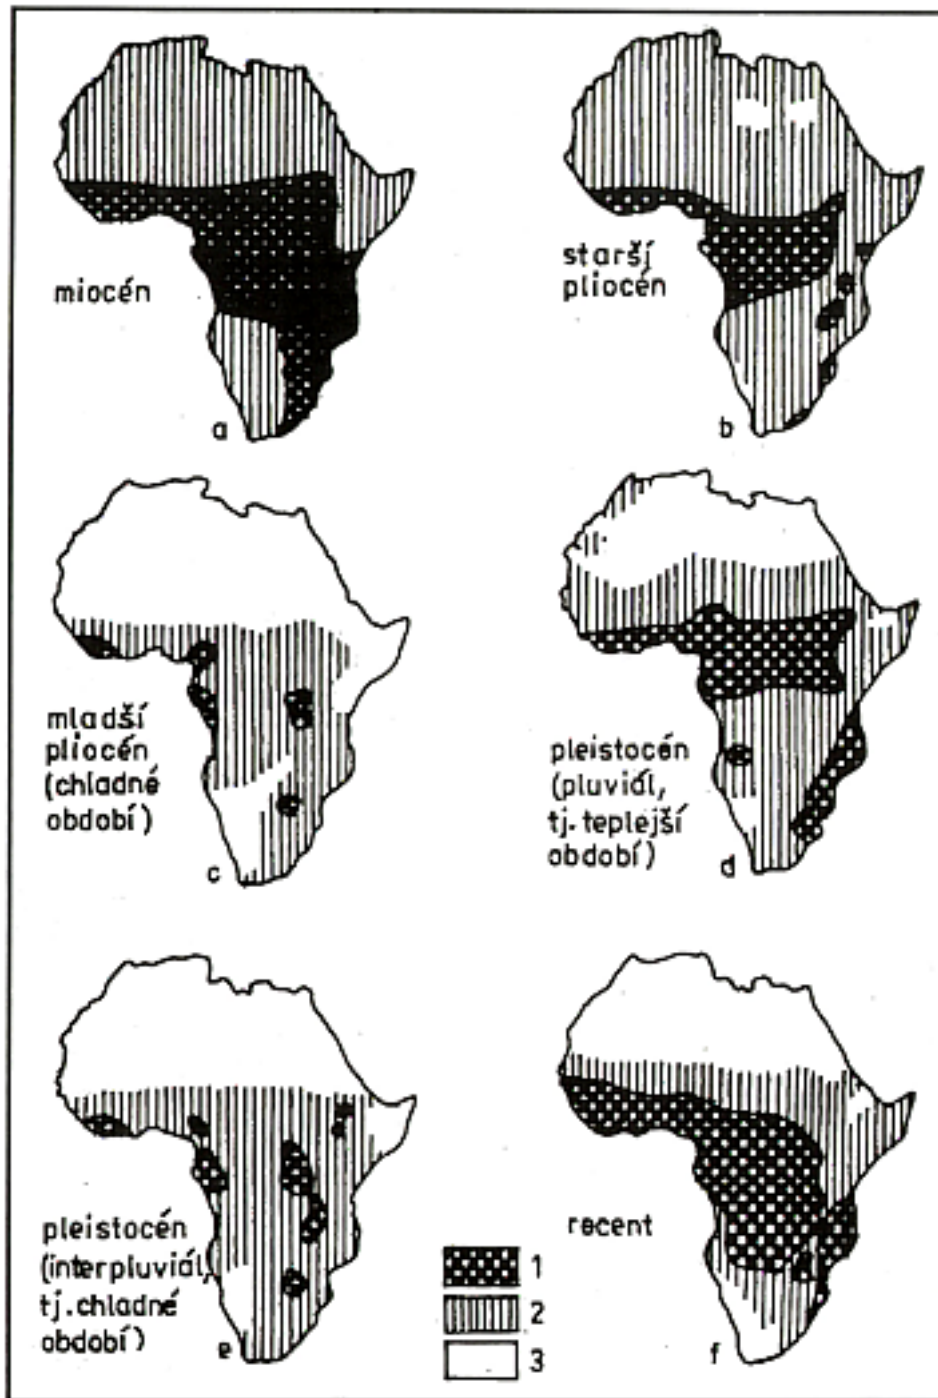 miocén
a
starší
pliocén
b
mladší
pliocén
(chladné
období)
c
pleistocén
(pluviál,
tj. teplejší
období)
d
pleistocén
(interpluviál,
tj. chladné
období)
e
1
2
3
recent
f